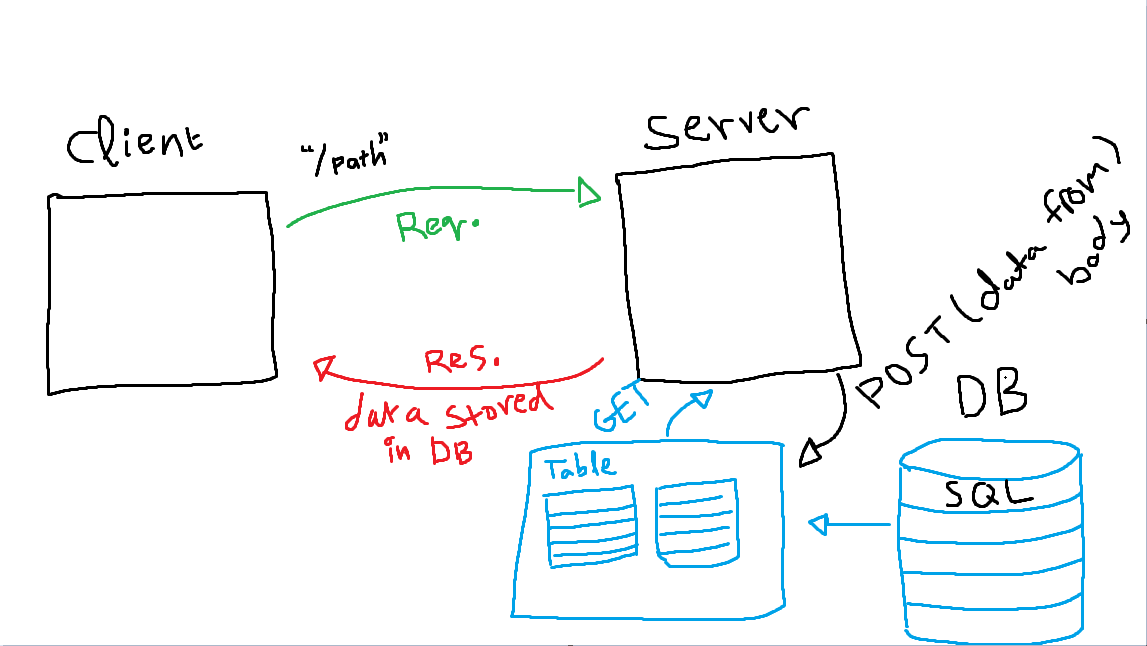 Client
Server
"/path"
Req.
Res.
data stored
in DB
GET
POST (data from)
body
DB
Table
SQL